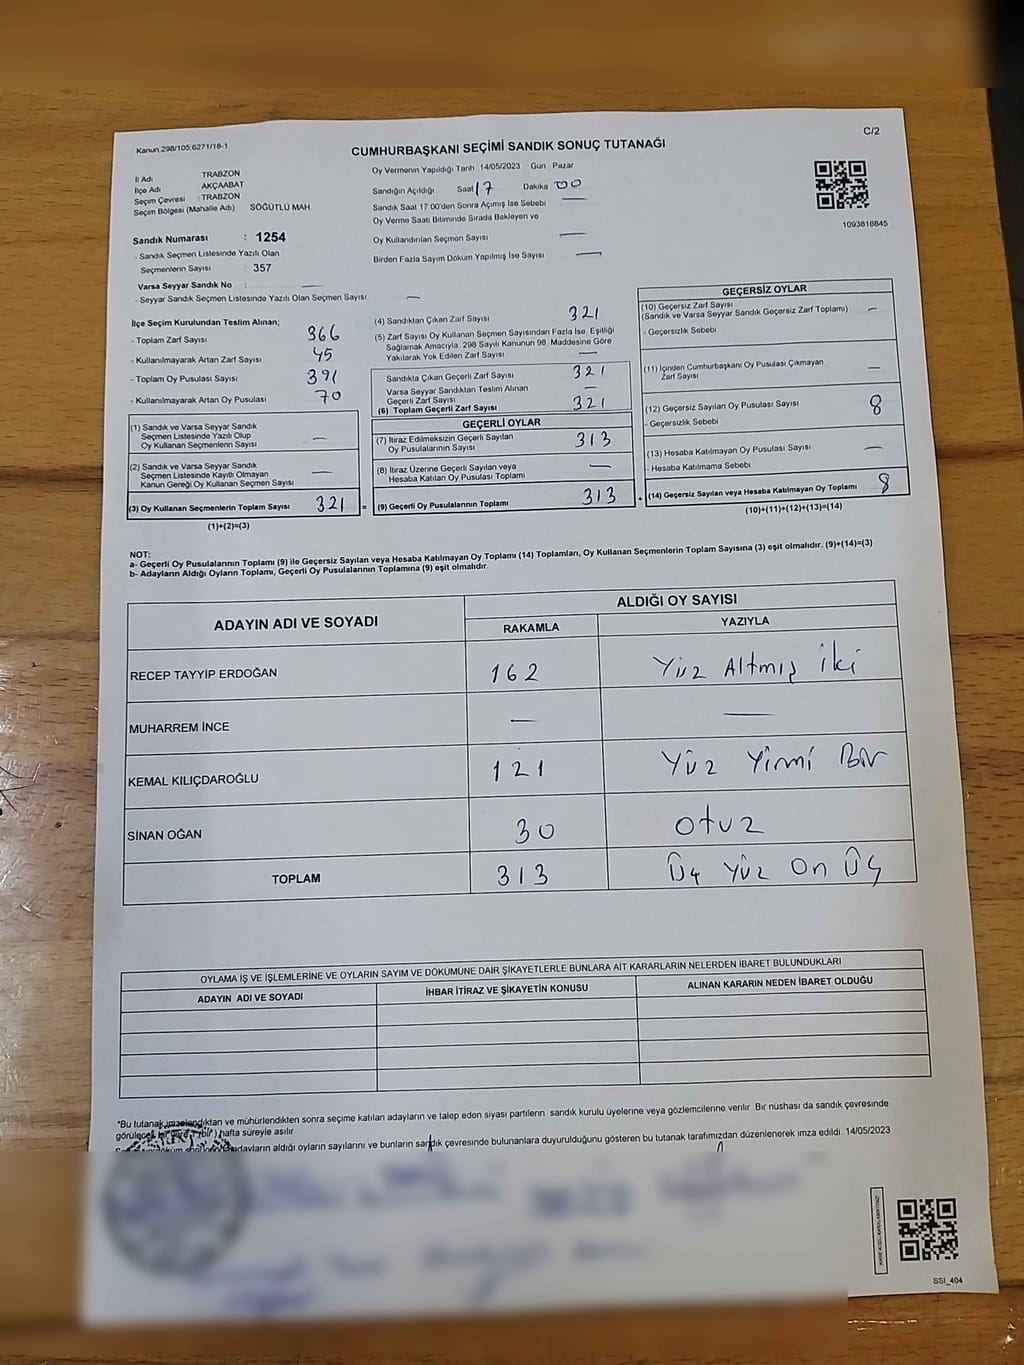 Kanun 298/105,6271/16-1
CUMHURBAŞKANI SEÇİMİ SANDIK SONUÇ TUTANAĞI
C/2
İl Adı TRABZON
İlçe Adı AKÇAABAT
Seçim Çevresi : TRABZON
Seçim Bölgesi (Mahalle Adı) SÖĞÜTLÜ MAH
Sandık Numarası : 1254
- Sandık Seçmen Listesinde Yazılı Olan
Seçmenlerin Sayısı : 357
Varsa Seyyar Sandık No : —
- Seyyar Sandık Seçmen Listesinde Yazılı Olan Seçmen Sayısı —
Oy Vermenin Yapıldığı Tarih 14/05/2023 Gün Pazar
Sandığın Açıldığı Saat 17 Dakika 00
Sandık Saat 17 00'den Sonra Açımış İse Sebebi —
Oy Verme Saati Bitiminde Sırada Bekleyen ve
Oy Kullandırılan Seçmen Sayısı —
Birden Fazla Sayım Döküm Yapılmış İse Sayısı —
1093818845
İlçe Seçim Kurulundan Teslim Alınan;
- Toplam Zarf Sayısı 366
- Kullanılmayarak Artan Zarf Sayısı 45
- Toplam Oy Pusulası Sayısı 391
- Kullanılmayarak Artan Oy Pusulası 70
(1) Sandık ve Varsa Seyyar Sandık
Seçmen Listesinde Yazılı Olup
Oy Kullanan Seçmenlerin Sayısı —
(2) Sandık ve Varsa Seyyar Sandık
Seçmen Listesinde Kayıtlı Olmayan
Kanun Gereği Oy Kullanan Seçmen Sayısı —
(3) Oy Kullanan Seçmenlerin Toplam Sayısı 321 =
(1)+(2)=(3)
(4) Sandıktan Çıkan Zarf Sayısı 321
(5) Zarf Sayısı Oy Kullanan Seçmen Sayısından Fazla İse, Eşitliği
Sağlamak Amacıyla, 298 Sayılı Kanunun 98. Maddesine Göre
Yakılarak Yok Edilen Zarf Sayısı —
Sandıkta Çıkan Geçerli Zarf Sayısı 321
Varsa Seyyar Sandıktan Teslim Alınan
Geçerli Zarf Sayısı —
(6) Toplam Geçerli Zarf Sayısı 321
GEÇERLİ OYLAR
(7) İtiraz Edilmeksizin Geçerli Sayılan
Oy Pusulalarının Sayısı 313
(8) İtiraz Üzerine Geçerli Sayılan veya
Hesaba Katılan Oy Pusulası Toplamı —
(9) Geçerli Oy Pusulalarının Toplamı 313 +
GEÇERSİZ OYLAR
(10) Geçersiz Zarf Sayısı
(Sandık ve Varsa Seyyar Sandık Geçersiz Zarf Toplamı) —
- Geçersizlik Sebebi
(11) İçinden Cumhurbaşkanı Oy Pusulası Çıkmayan
Zarf Sayısı —
(12) Geçersiz Sayılan Oy Pusulası Sayısı 8
- Geçersizlik Sebebi
(13) Hesaba Katılmayan Oy Pusulası Sayısı —
- Hesaba Katılmama Sebebi
(14) Geçersiz Sayılan veya Hesaba Katılmayan Oy Toplamı 8
(10)+(11)+(12)+(13)=(14)
NOT:
a- Geçerli Oy Pusulalarının Toplamı (9) ile Geçersiz Sayılan veya Hesaba Katılmayan Oy Toplamı (14) Toplamları, Oy Kullanan Seçmenlerin Toplam Sayısına (3) eşit olmalıdır. (9)+(14)=(3)
b- Adayların Aldığı Oyların Toplamı, Geçerli Oy Pusulalarının Toplamına (9) eşit olmalıdır.
ADAYIN ADI VE SOYADI
ALDIĞI OY SAYISI
RAKAMLA YAZIYLA
RECEP TAYYİP ERDOĞAN 162 Yüz Altmış iki
MUHARREM İNCE — —
KEMAL KILIÇDAROĞLU 121 Yüz Yirmi Bir
SİNAN OĞAN 30 otuz
TOPLAM 313 Üç Yüz On Üç
OYLAMA İŞ VE İŞLEMLERİNE VE OYLARIN SAYIM VE DÖKÜMÜNE DAİR ŞİKAYETLERLE BUNLARA AİT KARARLARIN NELERDEN İBARET BULUNDUKLARI
ADAYIN ADI VE SOYADI İHBAR İTİRAZ VE ŞİKAYETİN KONUSU ALINAN KARARIN NEDEN İBARET OLDUĞU
*Bu tutanak imzalandıktan ve mühürlendikten sonra seçime katılan adayların ve talep eden siyasi partilerin sandık kurulu üyelerine veya gözlemcilerine verilir Bir nüshası da sandık çevresinde
görülecek bir (bir) hafta süreyle asılır
adayların aldığı oyların sayılarını ve bunların sandık çevresinde bulunanlara duyurulduğunu gösteren bu tutanak tarafımızdan düzenlenerek imza edildi. 14/05/2023
SSI_404